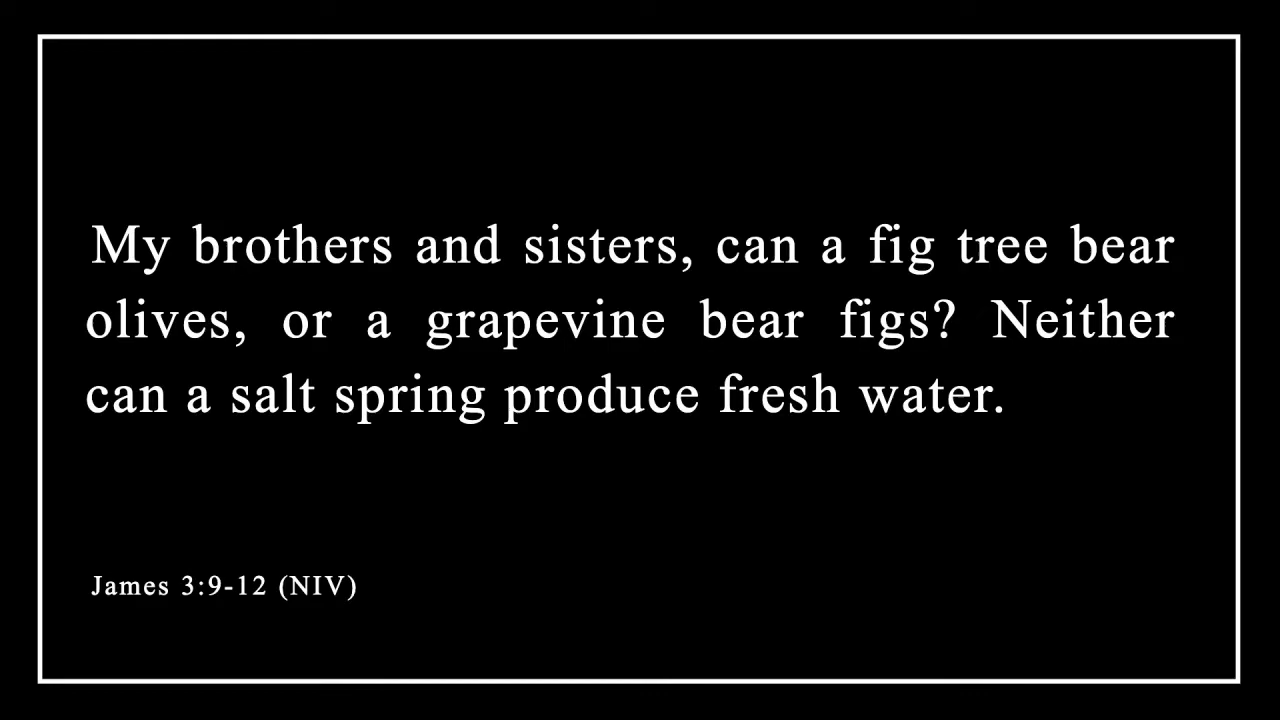 My brothers and sisters, can a fig tree bear
olives, or a grapevine bear figs? Neither
can a salt spring produce fresh water.
James 3:9-12 (NIV)